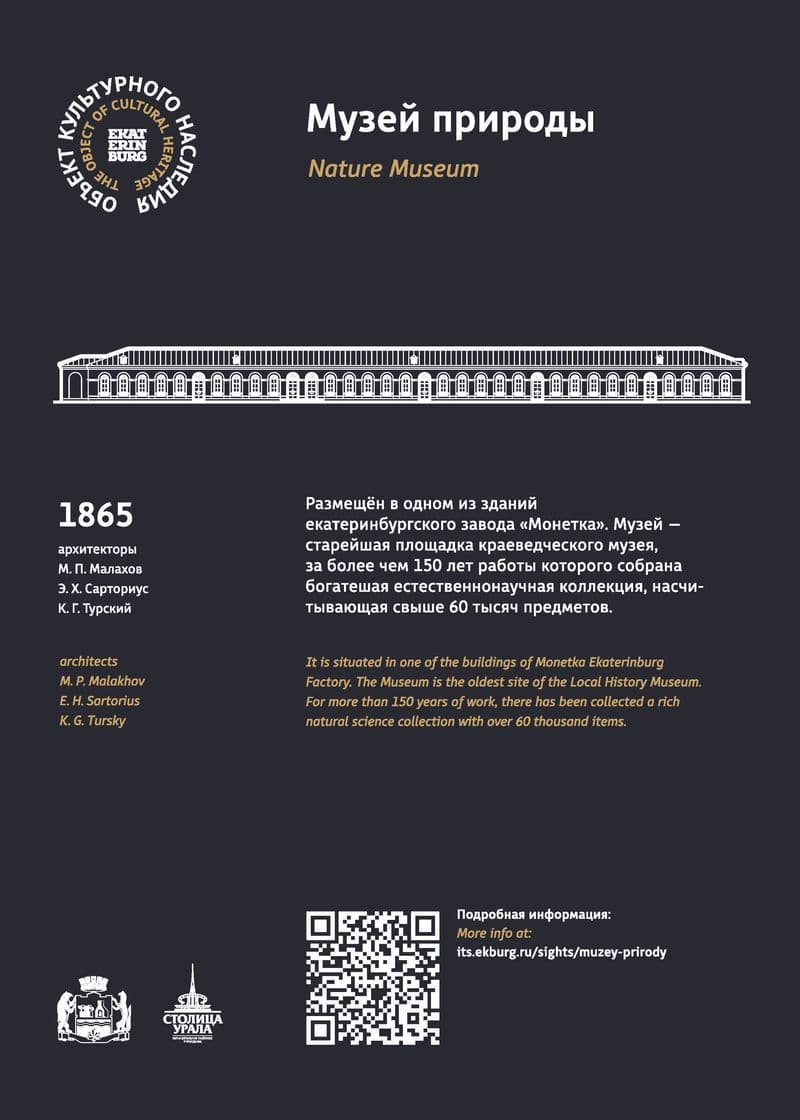 ОБЪЕКТ КУЛЬТУРНОГО НАСЛЕДИЯ
THE OBJECT OF CULTURAL HERITAGE
EKAT
ERIN
BURG
Музей природы
Nature Museum
1865
архитекторы
М. П. Малахов
Э. Х. Сарториус
К. Г. Турский
Размещён в одном из зданий
екатеринбургского завода «Монетка». Музей —
старейшая площадка краеведческого музея,
за более чем 150 лет работы которого собрана
богатешая естественнонаучная коллекция, насчи-
тывающая свыше 60 тысяч предметов.
architects
M. P. Malakhov
E. H. Sartorius
K. G. Tursky
It is situated in one of the buildings of Monetka Ekaterinburg
Factory. The Museum is the oldest site of the Local History Museum.
For more than 150 years of work, there has been collected a rich
natural science collection with over 60 thousand items.
Подробная информация:
More info at:
its.ekburg.ru/sights/muzey-prirody
СТОЛИЦА
УРАЛА